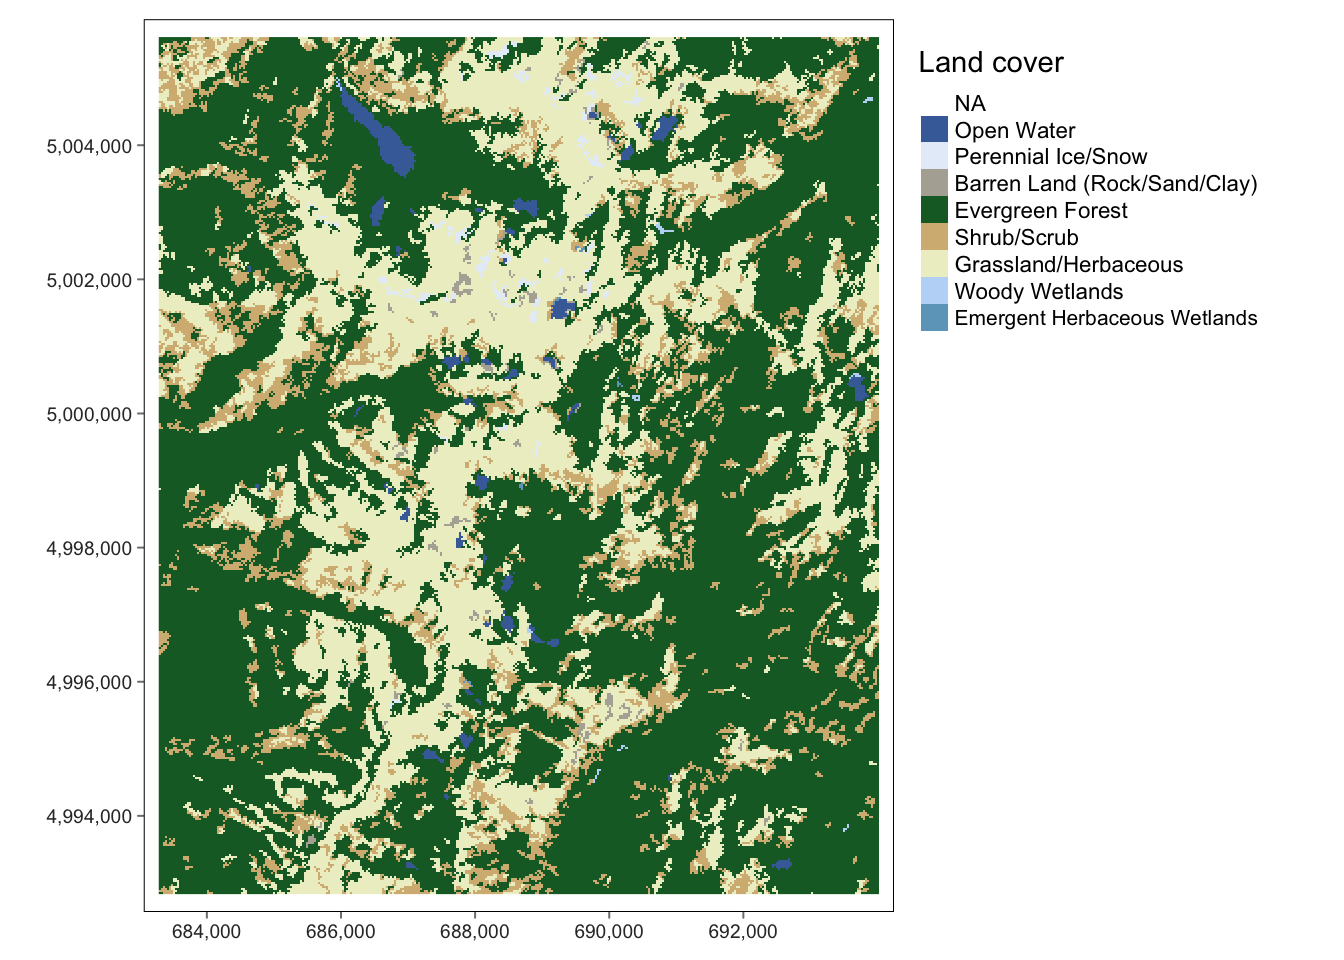 Land cover
NA
Open Water
Perennial Ice/Snow
Barren Land (Rock/Sand/Clay)
Evergreen Forest
Shrub/Scrub
Grassland/Herbaceous
Woody Wetlands
Emergent Herbaceous Wetlands
5,004,000
5,002,000
5,000,000
4,998,000
4,996,000
4,994,000
684,000 686,000 688,000 690,000 692,000